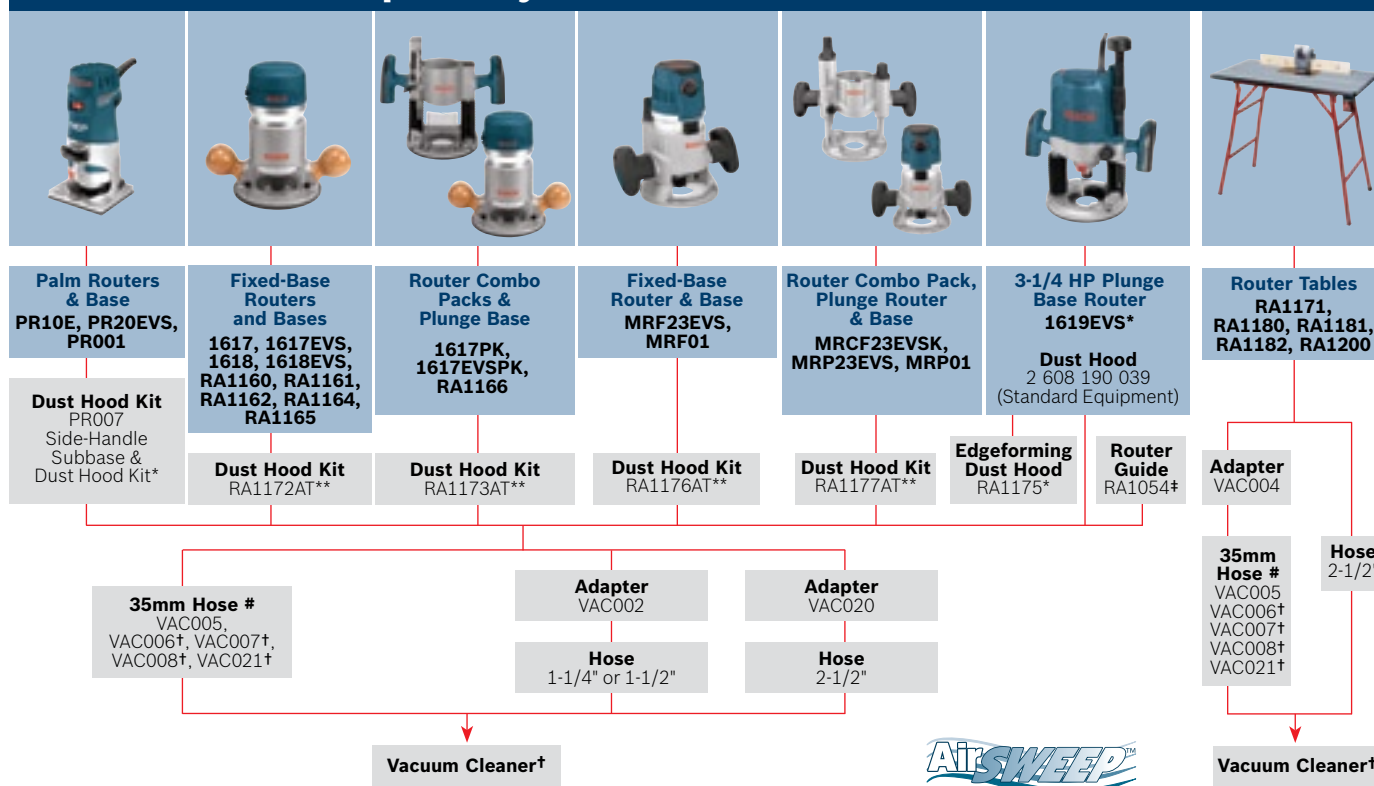 Palm Routers
& Base
PR10E, PR20EVS,
PR001
Dust Hood Kit
PR007
Side-Handle
Subbase &
Dust Hood Kit*
Fixed-Base
Routers
and Bases
1617, 1617EVS,
1618, 1618EVS,
RA1160, RA1161,
RA1162, RA1164,
RA1165
Dust Hood Kit
RA1172AT**
Router Combo
Packs &
Plunge Base
1617PK,
1617EVSPK,
RA1166
Dust Hood Kit
RA1173AT**
Fixed-Base
Router & Base
MRF23EVS,
MRF01
Dust Hood Kit
RA1176AT**
Router Combo Pack,
Plunge Router
& Base
MRCF23EVSK,
MRP23EVS, MRP01
Dust Hood Kit
RA1177AT**
3-1/4 HP Plunge
Base Router
1619EVS*
Dust Hood
2 608 190 039
(Standard Equipment)
Edgeforming
Dust Hood
RA1175*
Router
Guide
RA1054‡
Router Tables
RA1171,
RA1180, RA1181,
RA1182, RA1200
Adapter
VAC004
35mm
Hose #
VAC005
VAC006†
VAC007†
VAC008†
VAC021†
Hose
2-1/2"
35mm Hose #
VAC005,
VAC006†, VAC007†,
VAC008†, VAC021†
Adapter
VAC002
Hose
1-1/4" or 1-1/2"
Adapter
VAC020
Hose
2-1/2"
Vacuum Cleaner†
AirSWEEP™
Vacuum Cleaner†